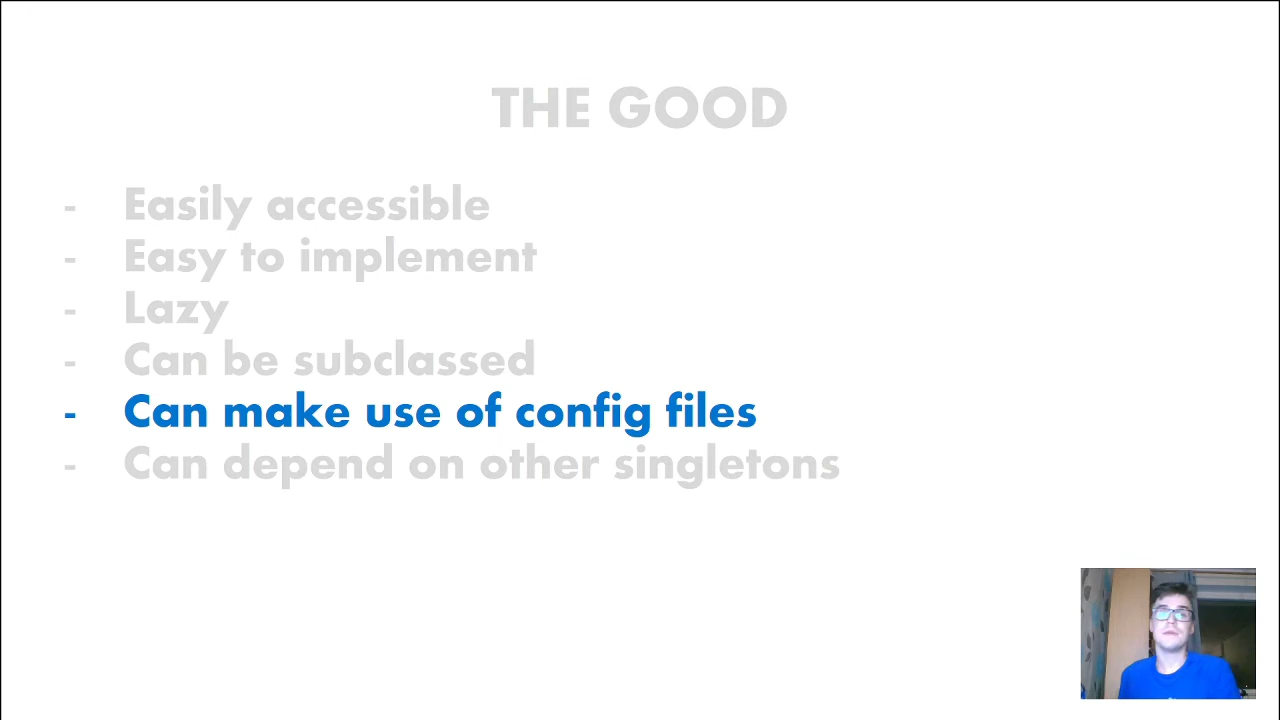 THE GOOD
- Easily accessible
- Easy to implement
- Lazy
- Can be subclassed
- Can make use of config files
- Can depend on other singletons